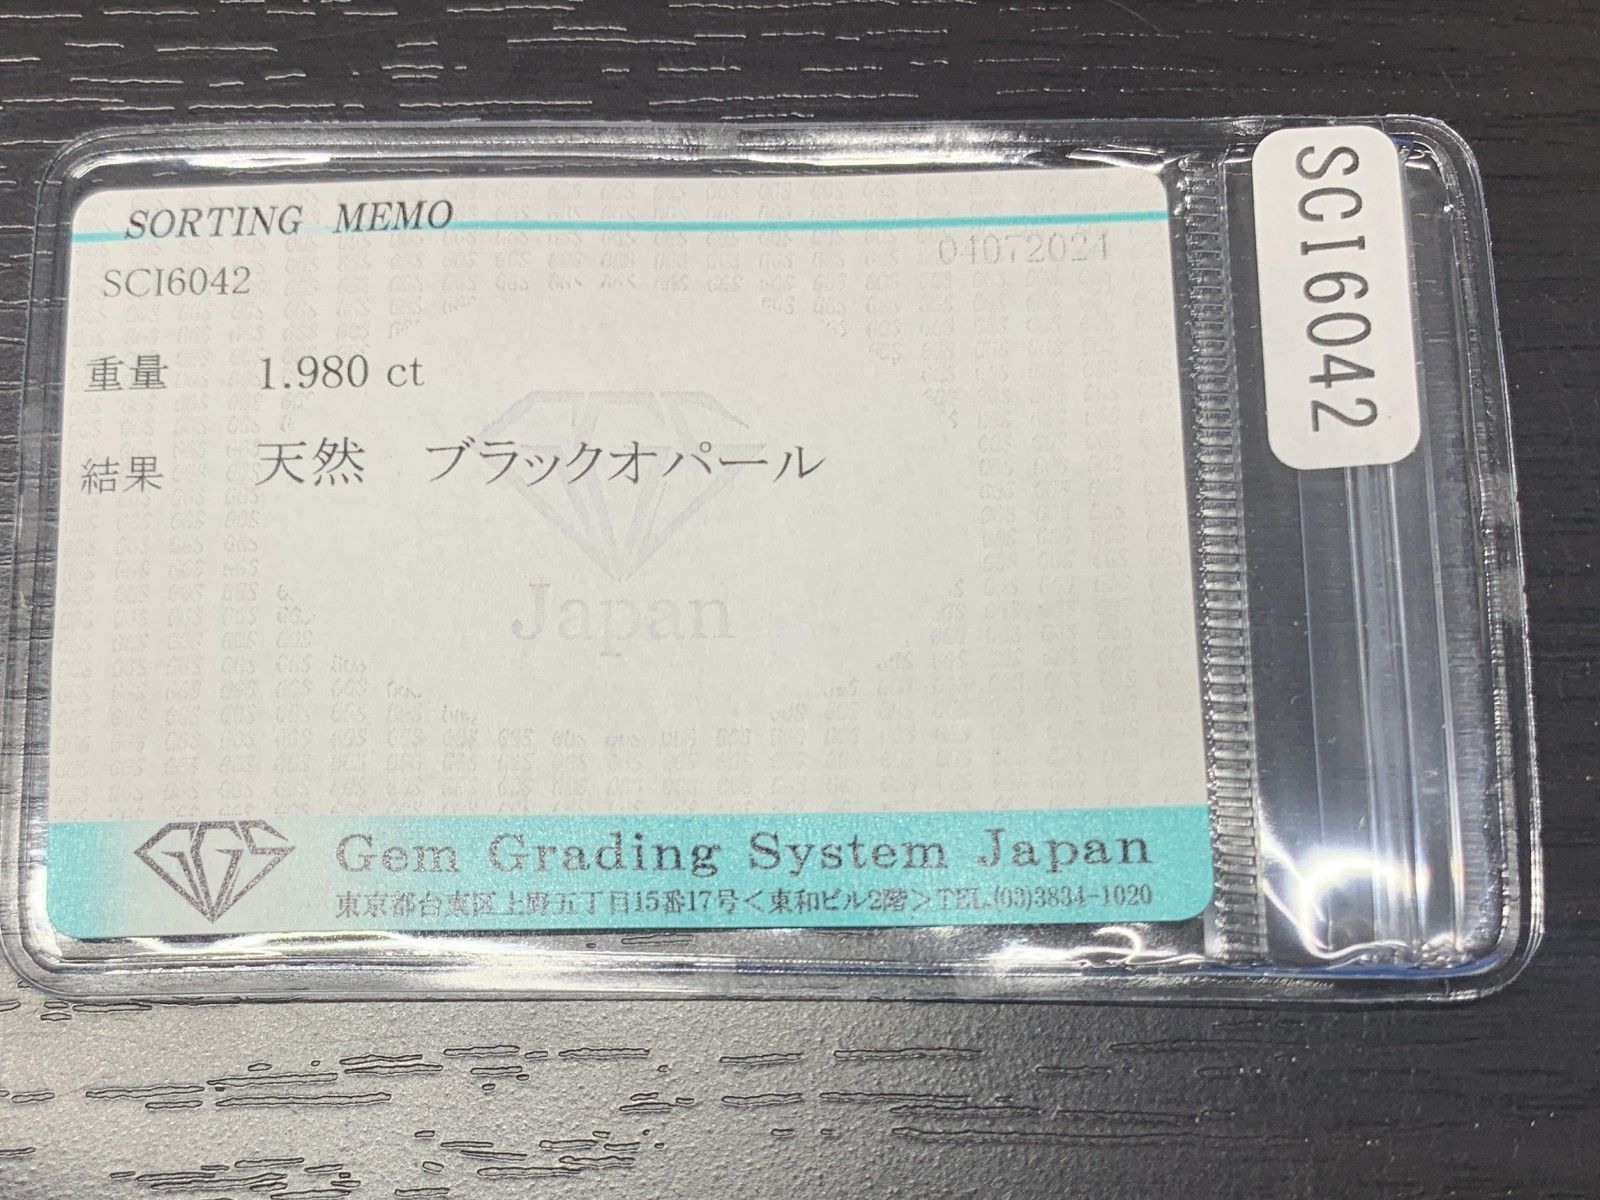 SORTING MEMO
SCI6042
04072024
重量 1.980 ct
結果 天然 ブラックオパール
Japan
GGS
Gem Grading System Japan
東京都台東区上野五丁目15番17号<東和ビル2階>TEL.(03)3834-1020
SCI6042